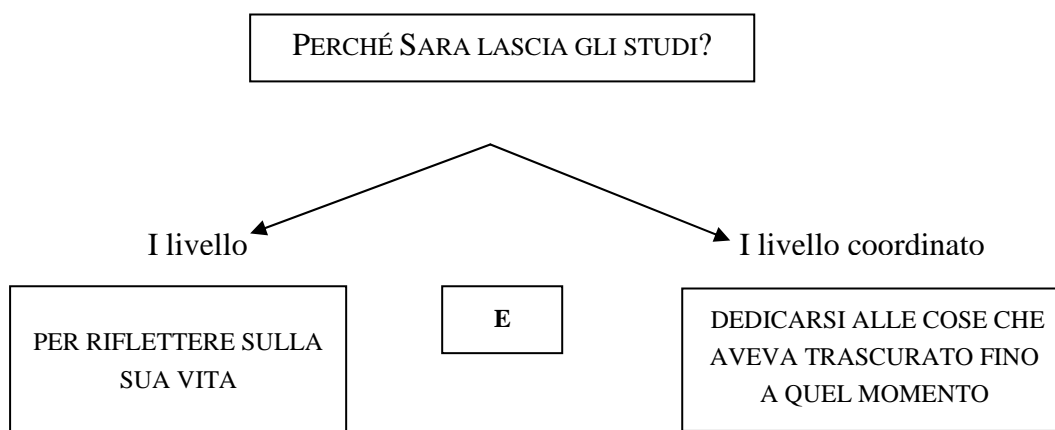 PERCHÉ SARA LASCIA GLI STUDI?
I livello
I livello coordinato
PER RIFLETTERE SULLA
SUA VITA
E
DEDICARSI ALLE COSE CHE
AVEVA TRASCURATO FINO
A QUEL MOMENTO